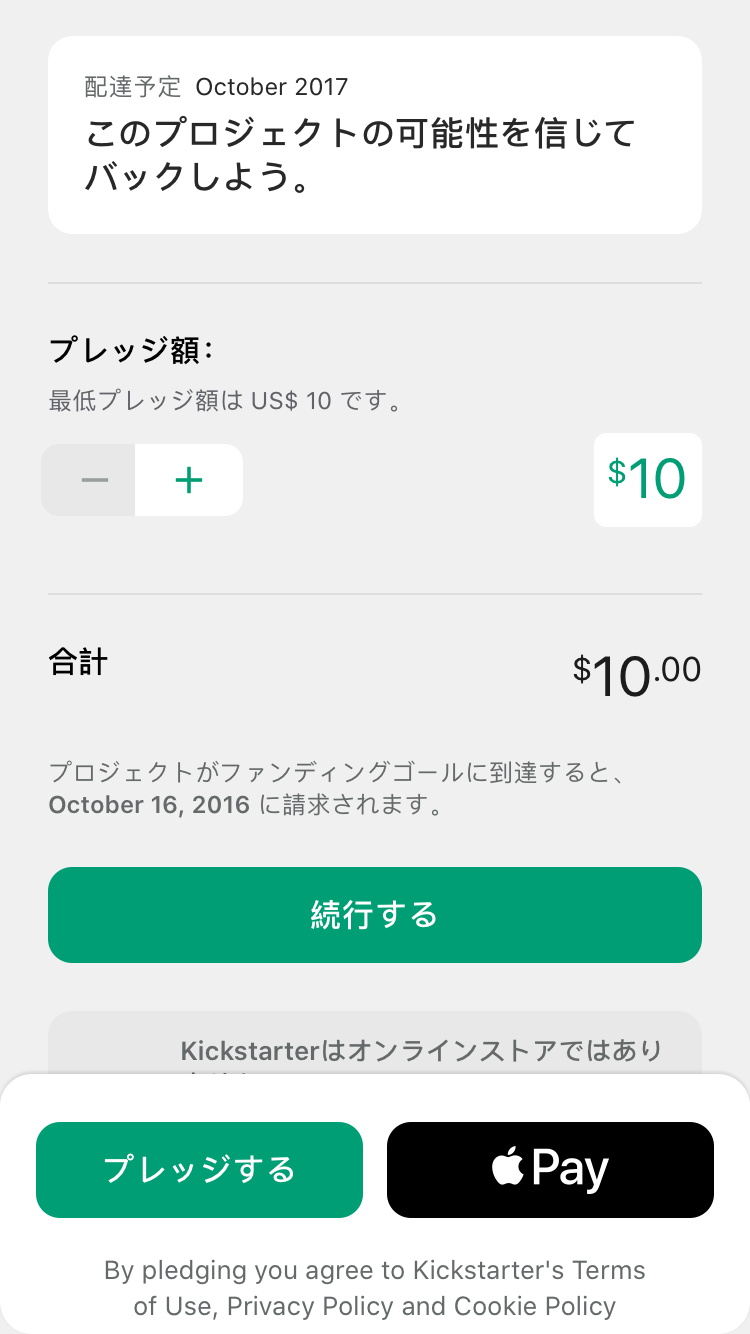 配達予定 October 2017
このプロジェクトの可能性を信じて
バックしよう。
プレッジ額：
最低プレッジ額は US$ 10 です。
− +
$10
合計
$10.00
プロジェクトがファンディングゴールに到達すると、
October 16, 2016 に請求されます。
続行する
Kickstarterはオンラインストアではあり
プレッジする
Pay
By pledging you agree to Kickstarter's Terms
of Use, Privacy Policy and Cookie Policy